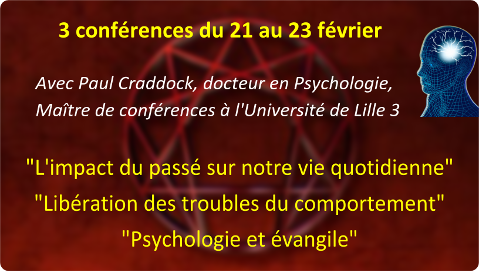 3 conférences du 21 au 23 février
Avec Paul Craddock, docteur en Psychologie,
Maître de conférences à l'Université de Lille 3
"L'impact du passé sur notre vie quotidienne"
"Libération des troubles du comportement"
"Psychologie et évangile"